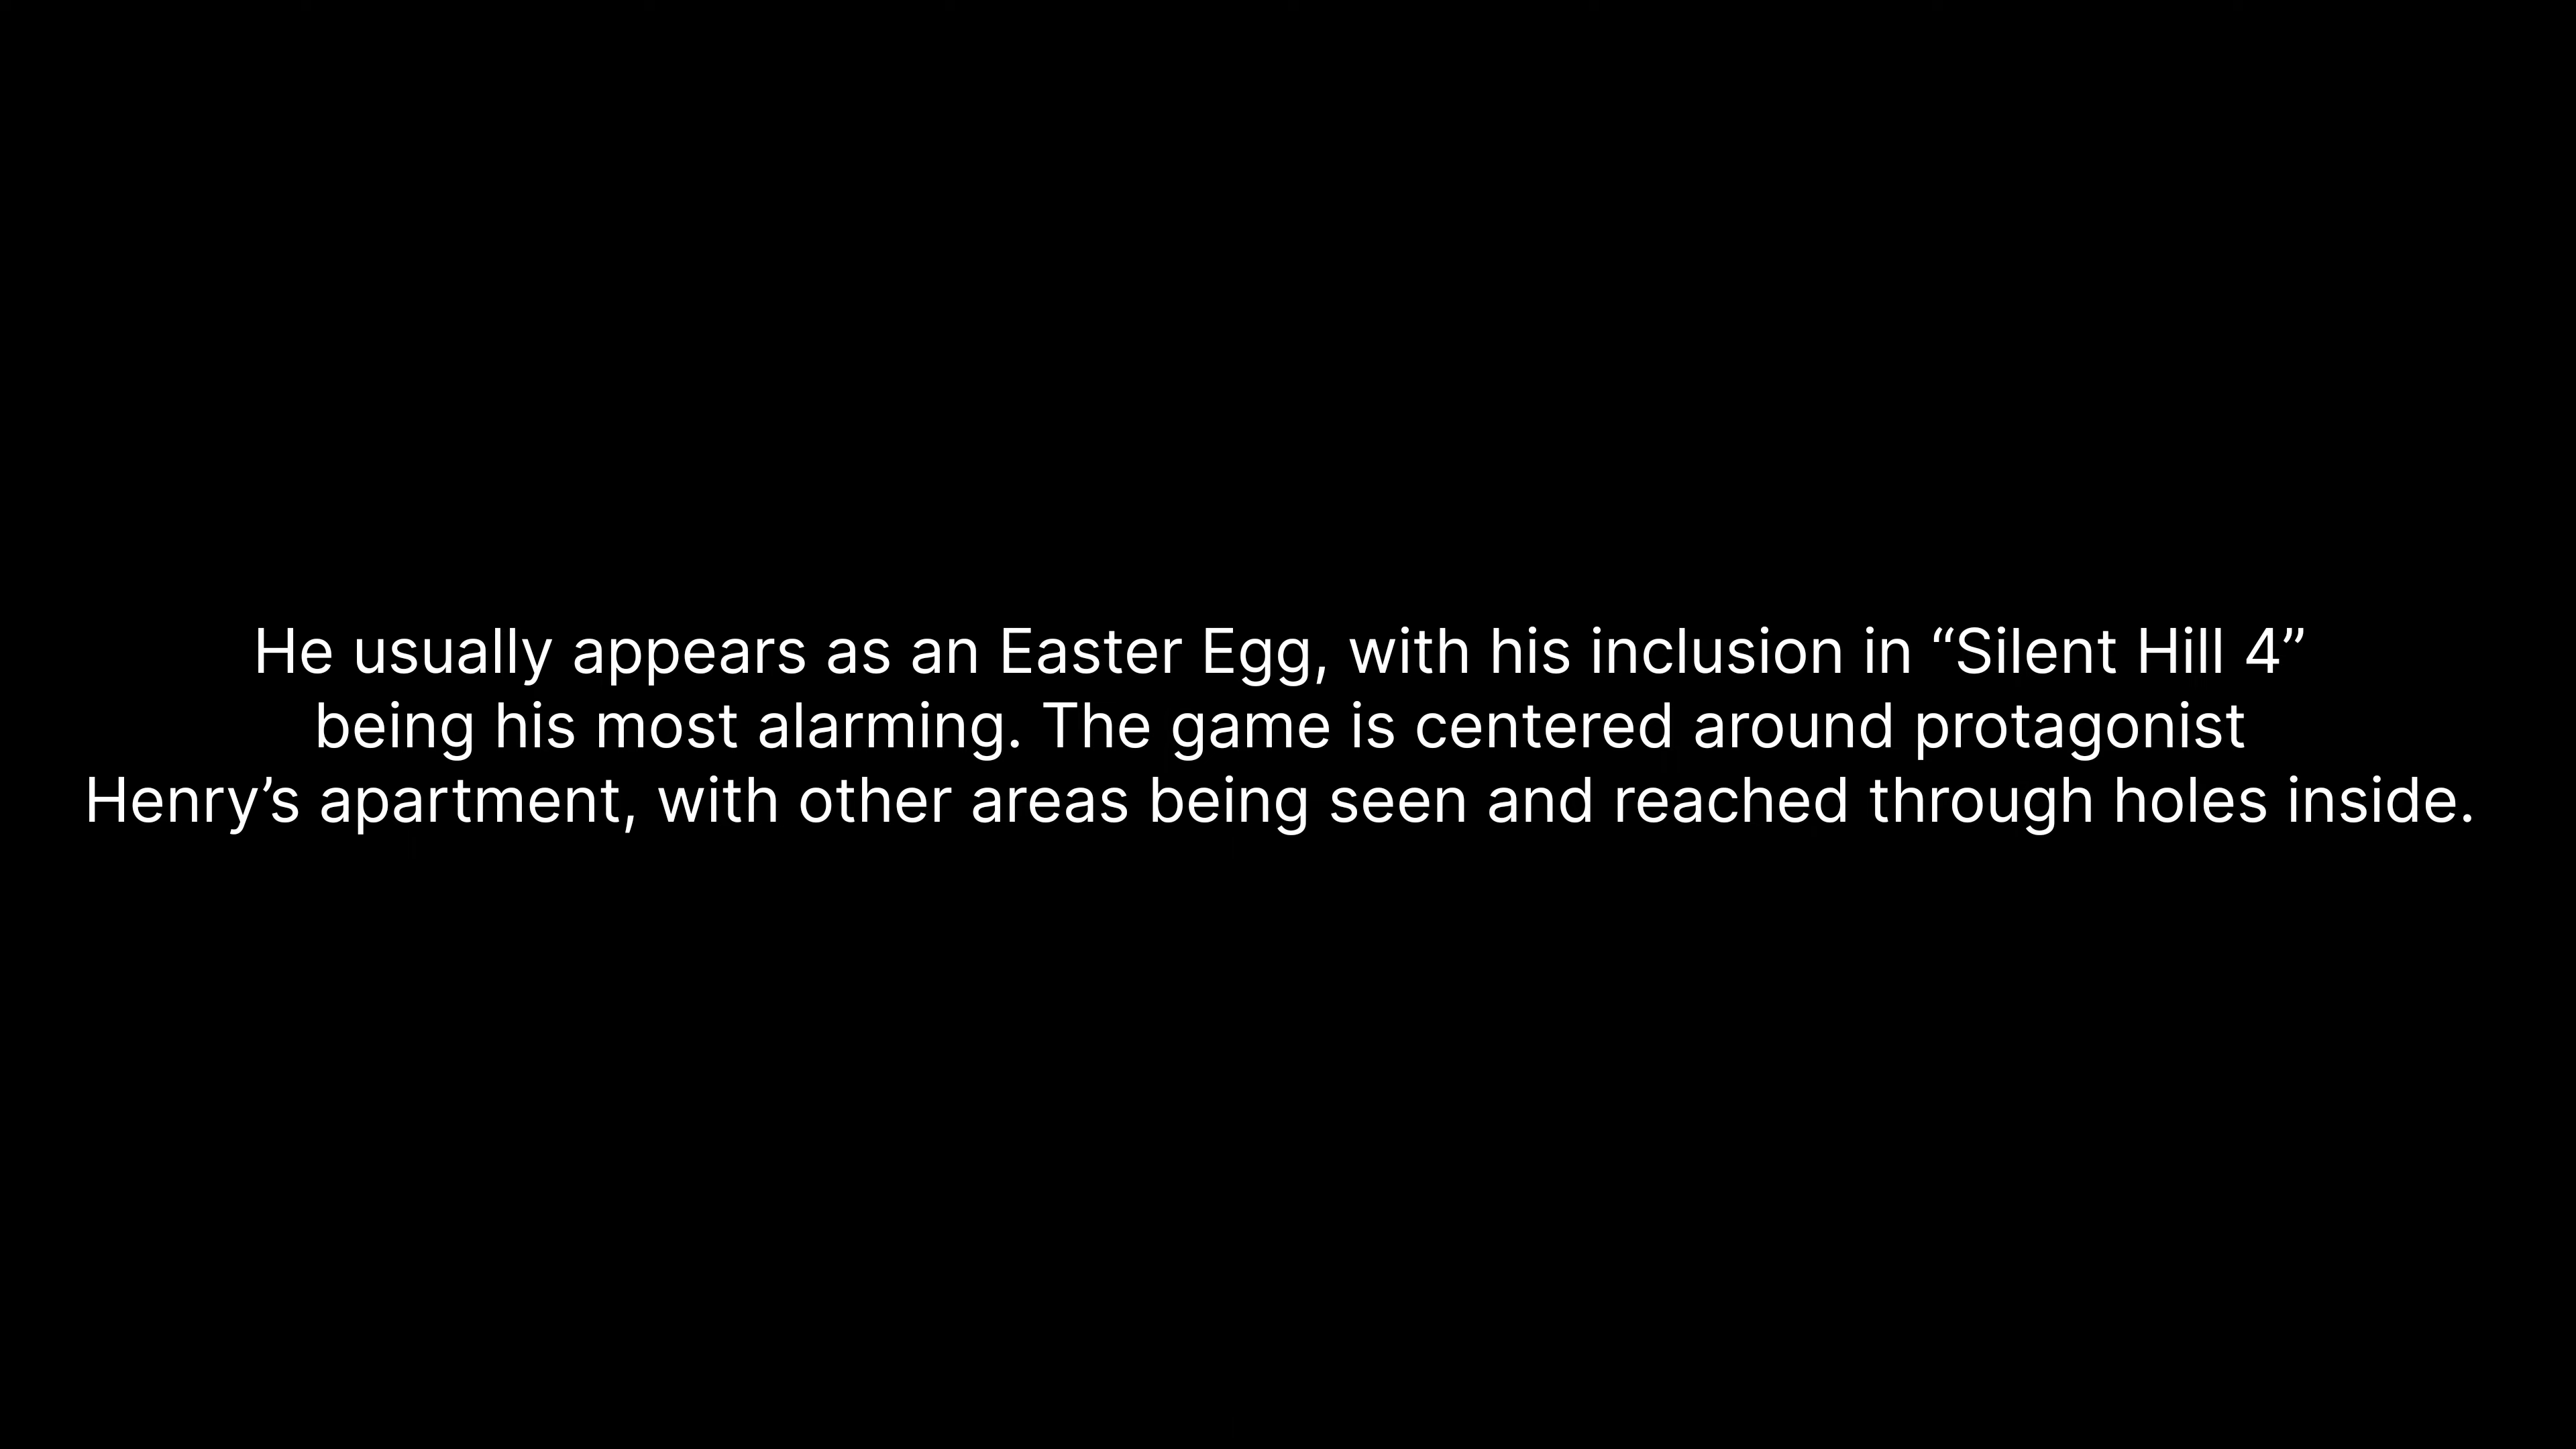 He usually appears as an Easter Egg, with his inclusion in “Silent Hill 4”
being his most alarming. The game is centered around protagonist
Henry’s apartment, with other areas being seen and reached through holes inside.